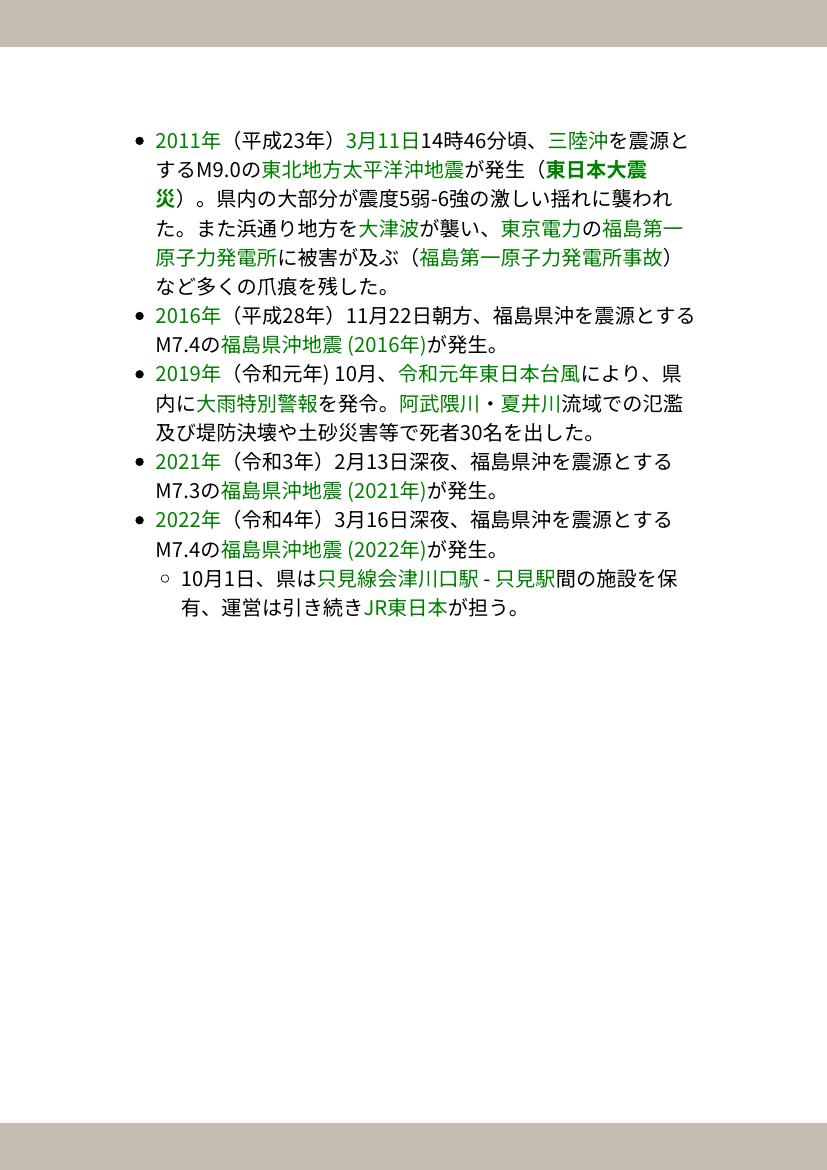 • 2011年（平成23年）3月11日14時46分頃、三陸沖を震源と
するM9.0の東北地方太平洋沖地震が発生（東日本大震
災）。県内の大部分が震度5弱-6強の激しい揺れに襲われ
た。また浜通り地方を大津波が襲い、東京電力の福島第一
原子力発電所に被害が及ぶ（福島第一原子力発電所事故）
など多くの爪痕を残した。
• 2016年（平成28年）11月22日朝方、福島県沖を震源とする
M7.4の福島県沖地震 (2016年)が発生。
• 2019年（令和元年) 10月、令和元年東日本台風により、県
内に大雨特別警報を発令。阿武隈川・夏井川流域での氾濫
及び堤防決壊や土砂災害等で死者30名を出した。
• 2021年（令和3年）2月13日深夜、福島県沖を震源とする
M7.3の福島県沖地震 (2021年)が発生。
• 2022年（令和4年）3月16日深夜、福島県沖を震源とする
M7.4の福島県沖地震 (2022年)が発生。
◦ 10月1日、県は只見線会津川口駅 - 只見駅間の施設を保
有、運営は引き続きJR東日本が担う。